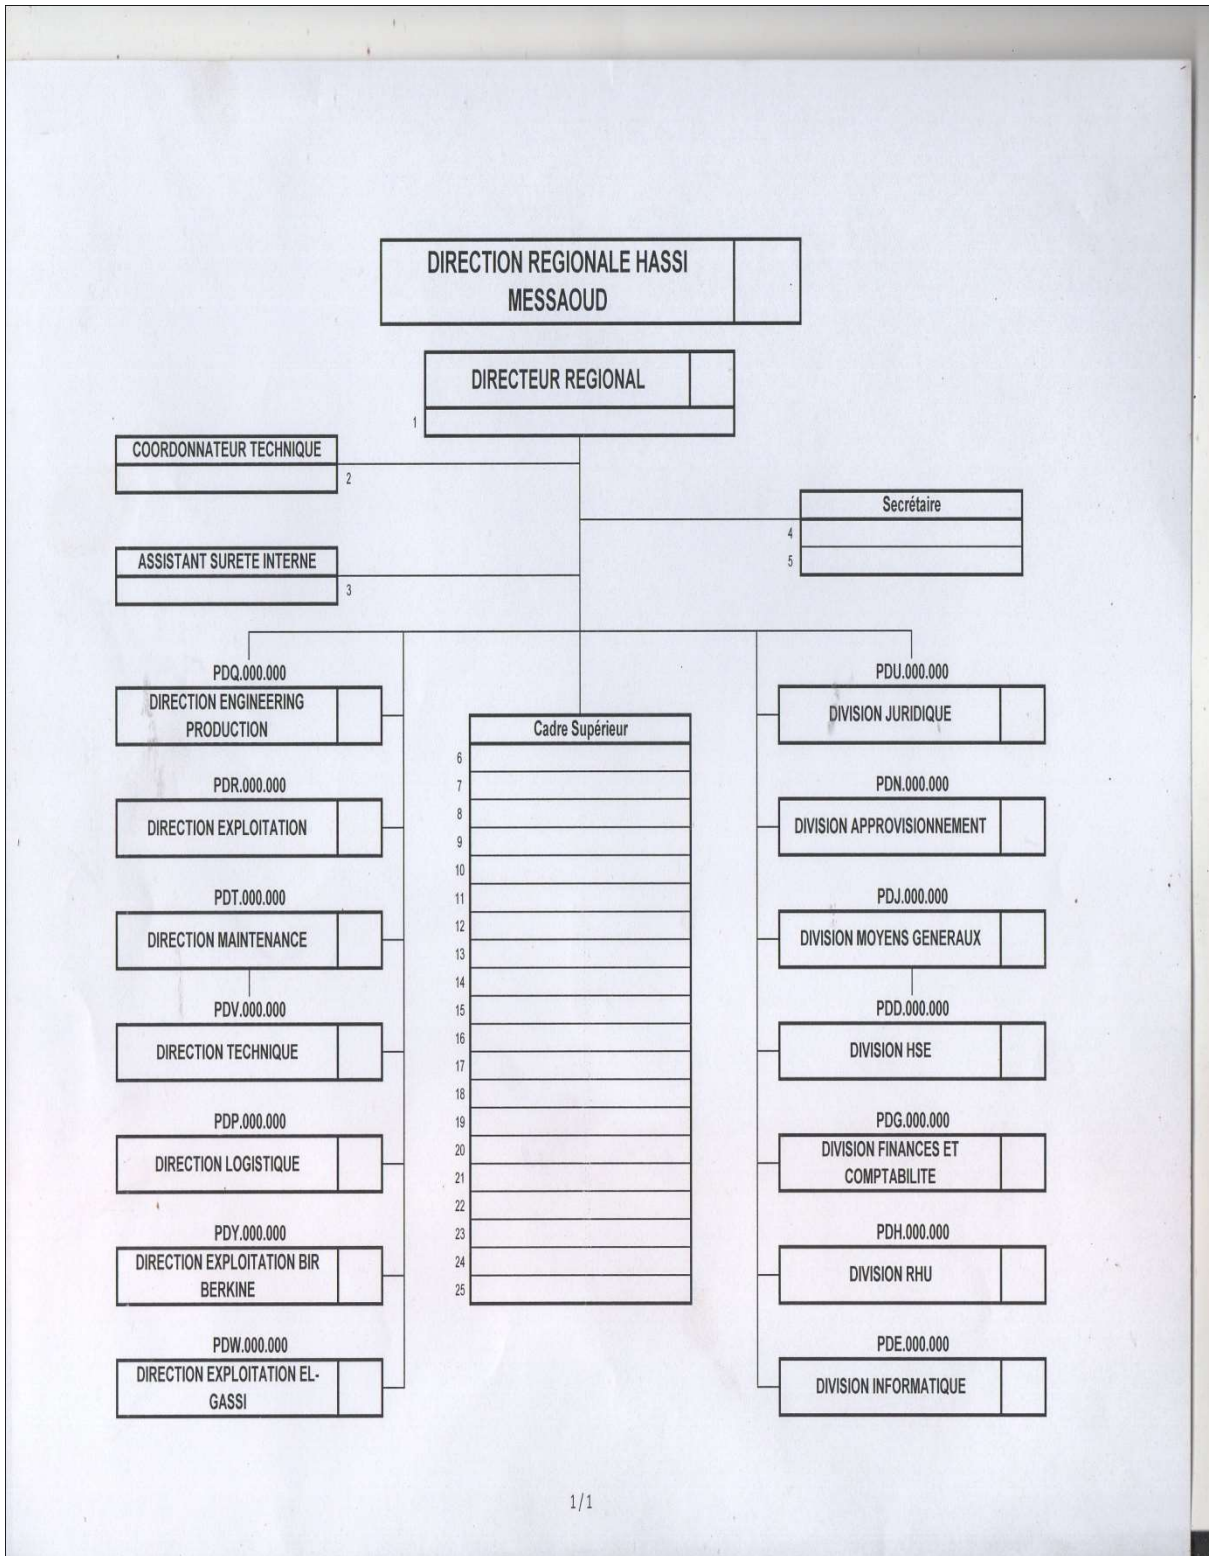 DIRECTION REGIONALE HASSI
MESSAOUD
DIRECTEUR REGIONAL
1
COORDONNATEUR TECHNIQUE
2
Secrétaire
4
5
ASSISTANT SURETE INTERNE
3
PDQ.000.000
DIRECTION ENGINEERING
PRODUCTION
PDR.000.000
DIRECTION EXPLOITATION
PDT.000.000
DIRECTION MAINTENANCE
PDV.000.000
DIRECTION TECHNIQUE
PDP.000.000
DIRECTION LOGISTIQUE
PDY.000.000
DIRECTION EXPLOITATION BIR
BERKINE
PDW.000.000
DIRECTION EXPLOITATION EL-
GASSI
Cadre Supérieur
6
7
8
9
10
11
12
13
14
15
16
17
18
19
20
21
22
23
24
25
PDU.000.000
DIVISION JURIDIQUE
PDN.000.000
DIVISION APPROVISIONNEMENT
PDJ.000.000
DIVISION MOYENS GENERAUX
PDD.000.000
DIVISION HSE
PDG.000.000
DIVISION FINANCES ET
COMPTABILITE
PDH.000.000
DIVISION RHU
PDE.000.000
DIVISION INFORMATIQUE
1/1